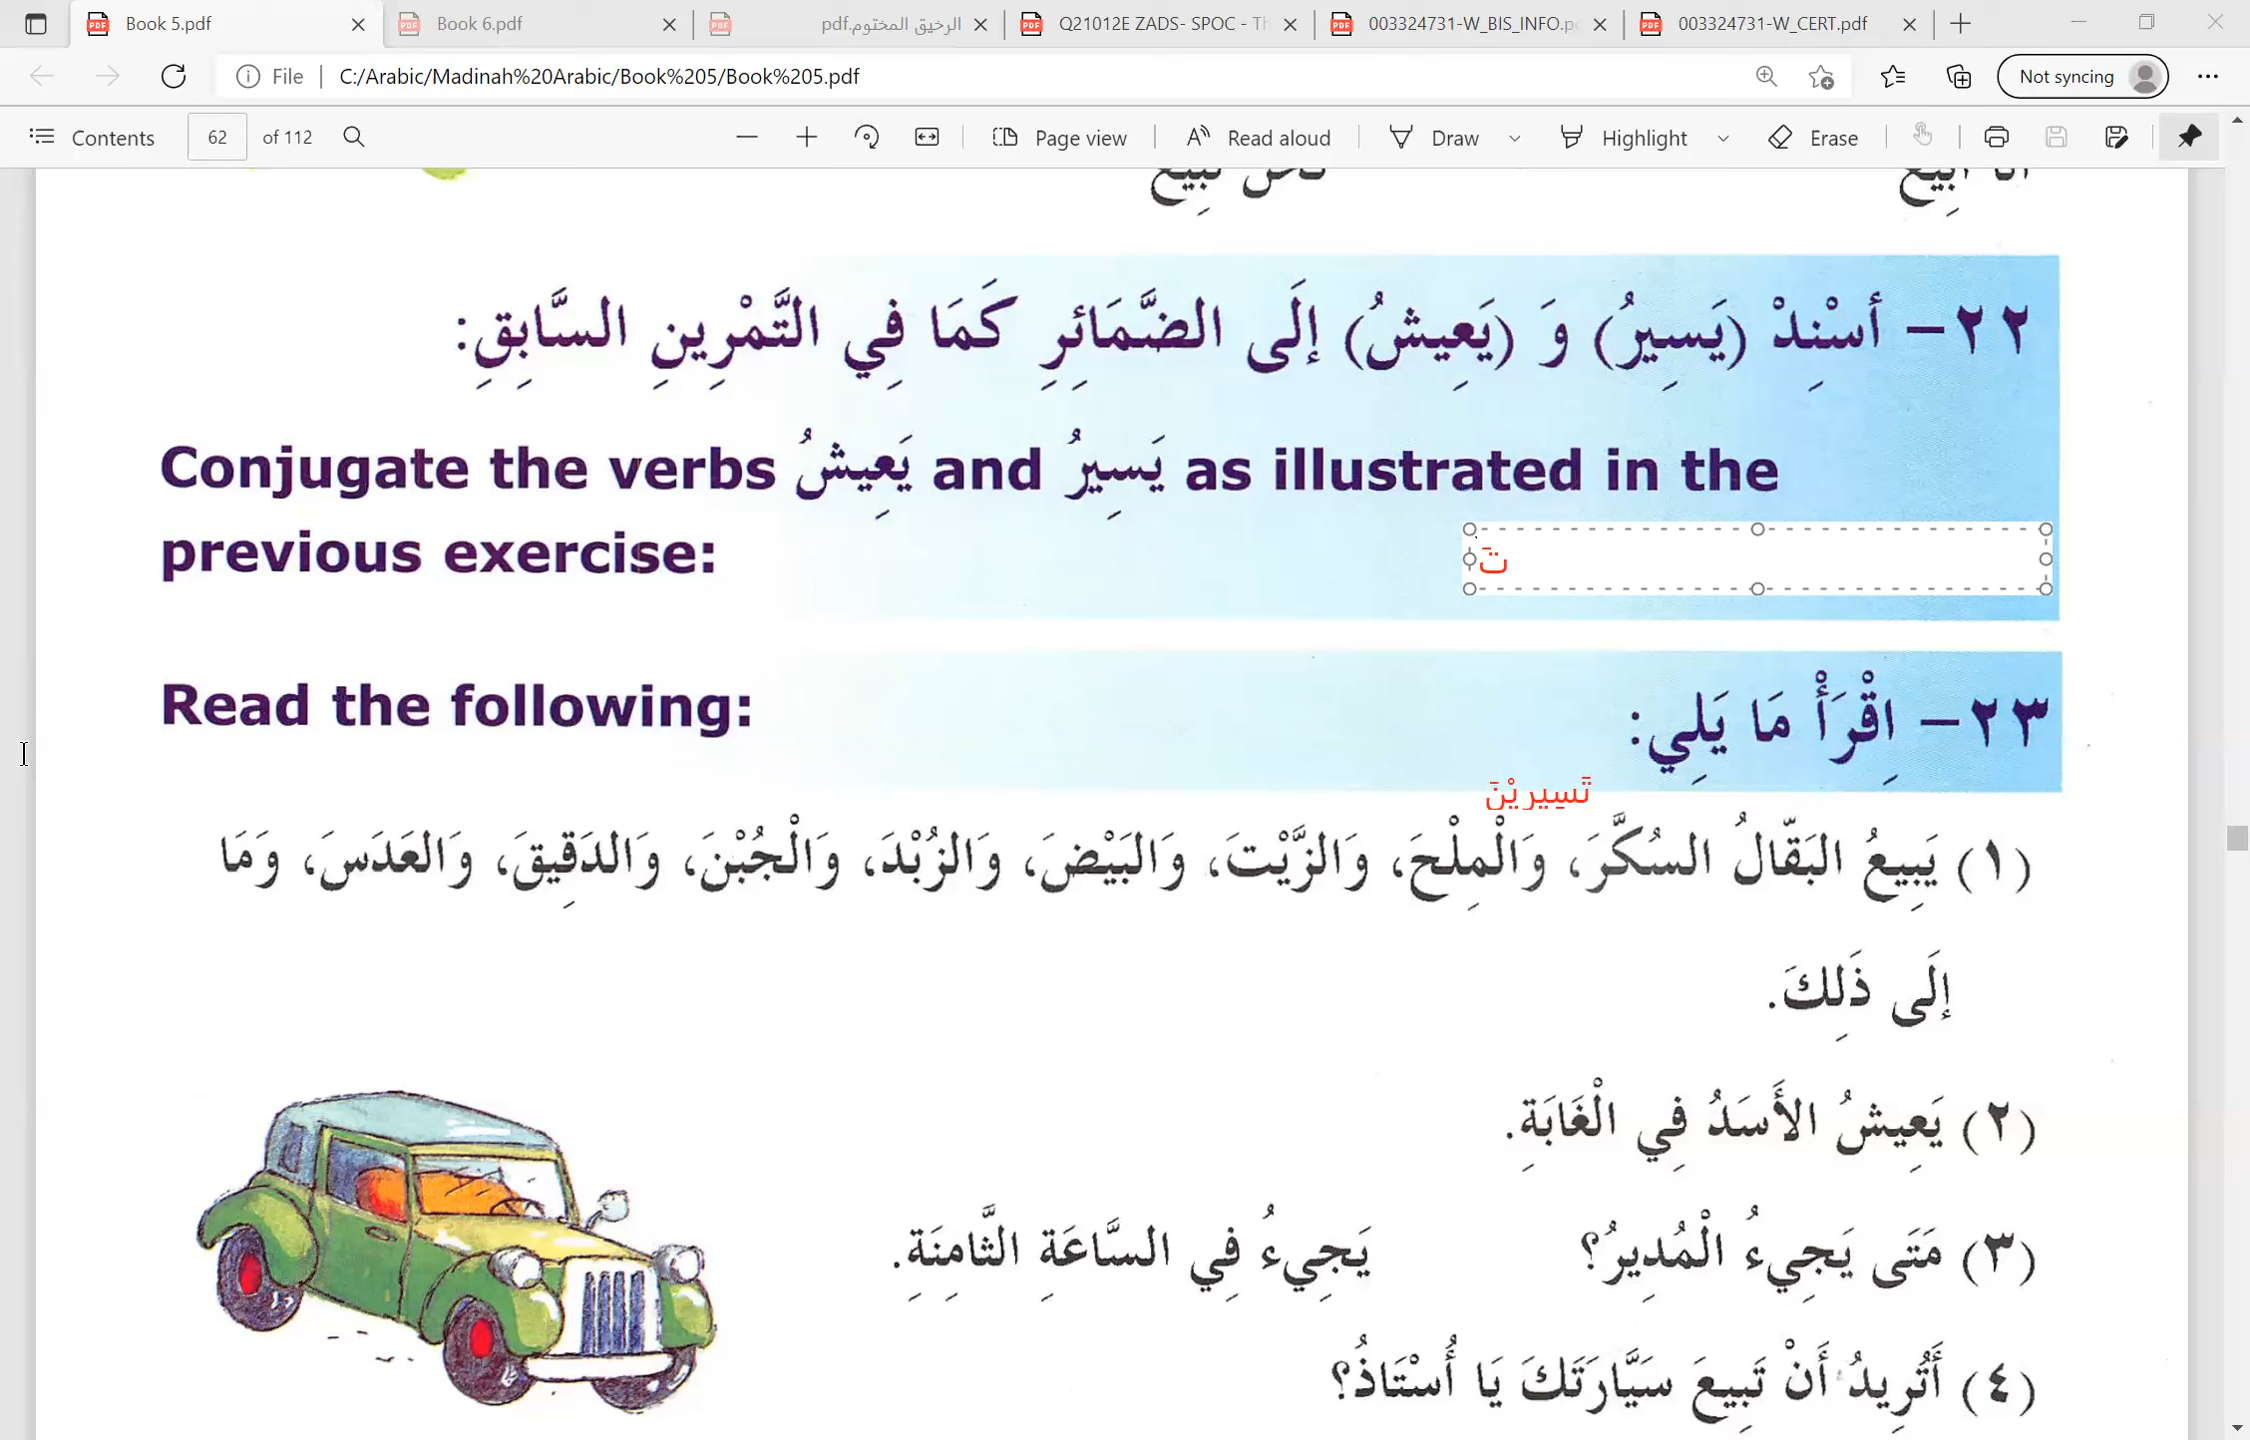 Book 5.pdf
Book 6.pdf
الرحيق المختوم.pdf
Q21012E ZADS- SPOC - Th
003324731-W_BIS_INFO.p
003324731-W_CERT.pdf
File
C:/Arabic/Madinah%20Arabic/Book%205/Book%205.pdf
Not syncing
Contents
62
of 112
Page view
Read aloud
Draw
Highlight
Erase
٢٢ – أسْنِدْ (يَسِيرُ) وَ (يَعِيشُ) إلَى الضَّمَائِرِ كَمَا فِي التَّمْرِينِ السَّابِقِ:
Conjugate the verbs يَعِيشُ and يَسِيرُ as illustrated in the
previous exercise:
تَ
Read the following:
٢٣ – اِقْرَأْ مَا يَلِي:
تَسِيرِيْنَ
(١) يَبِيعُ البَقّالُ السُكَّرَ، وَالْمِلْحَ، وَالزَّيْتَ، وَالبَيْضَ، وَالزُبْدَ، وَالْجُبْنَ، وَالدَقِيقَ، وَالعَدَسَ، وَمَا
إلَى ذَلِكَ.
(٢) يَعِيشُ الأَسَدُ فِي الْغَابَةِ.
(٣) مَتَى يَجِيءُ الْمُدِيرُ؟ يَجِيءُ فِي السَّاعَةِ الثَّامِنَةِ.
(٤) أَتُرِيدُ أَنْ تَبِيعَ سَيَّارَتَكَ يَا أُسْتَاذُ؟